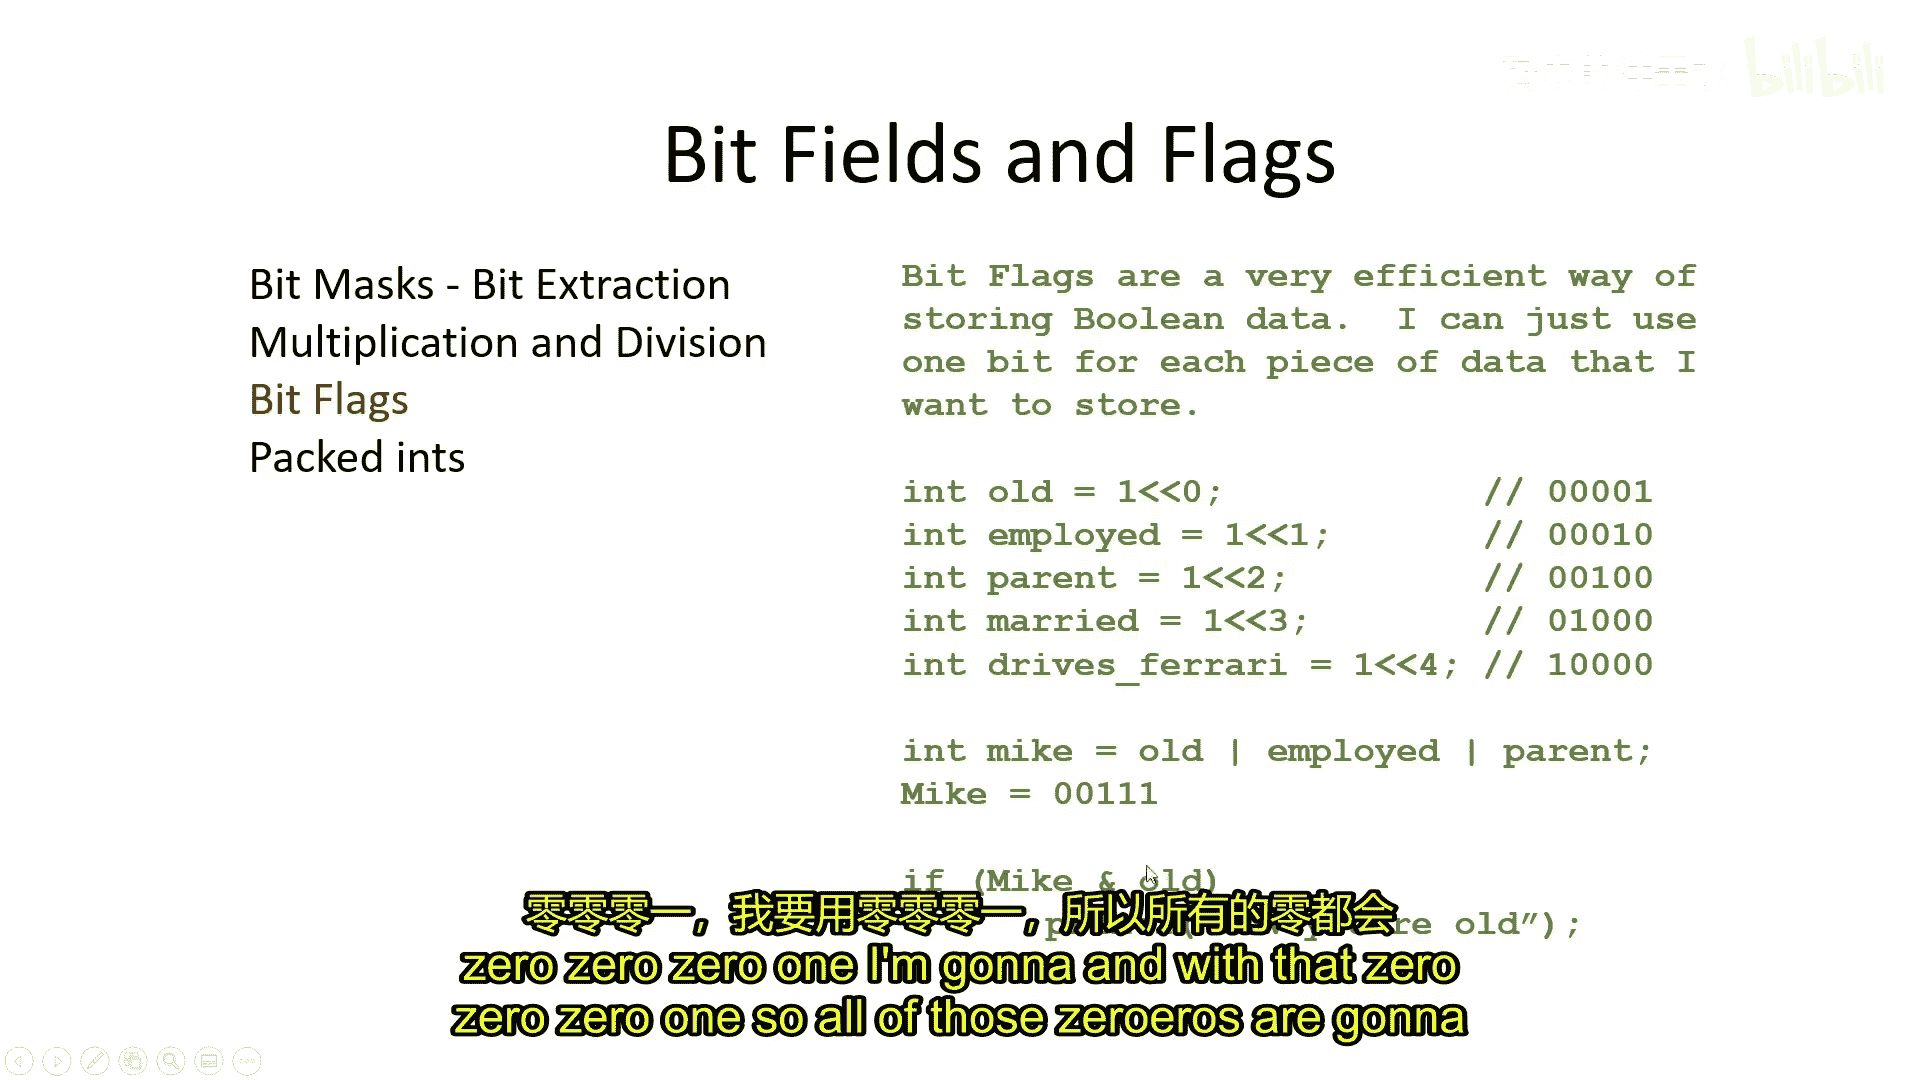 bilibili
Bit Fields and Flags
Bit Masks - Bit Extraction
Multiplication and Division
Bit Flags
Packed ints
Bit Flags are a very efficient way of
storing Boolean data.  I can just use
one bit for each piece of data that I
want to store.
int old = 1<<0;            // 00001
int employed = 1<<1;       // 00010
int parent = 1<<2;         // 00100
int married = 1<<3;        // 01000
int drives_ferrari = 1<<4; // 10000
int mike = old | employed | parent;
Mike = 00111
if (Mike & old)
re old”);
零零零一，我要用零零零一，所以所有的零都会
zero zero zero one I'm gonna and with that zero
zero zero one so all of those zeroeros are gonna